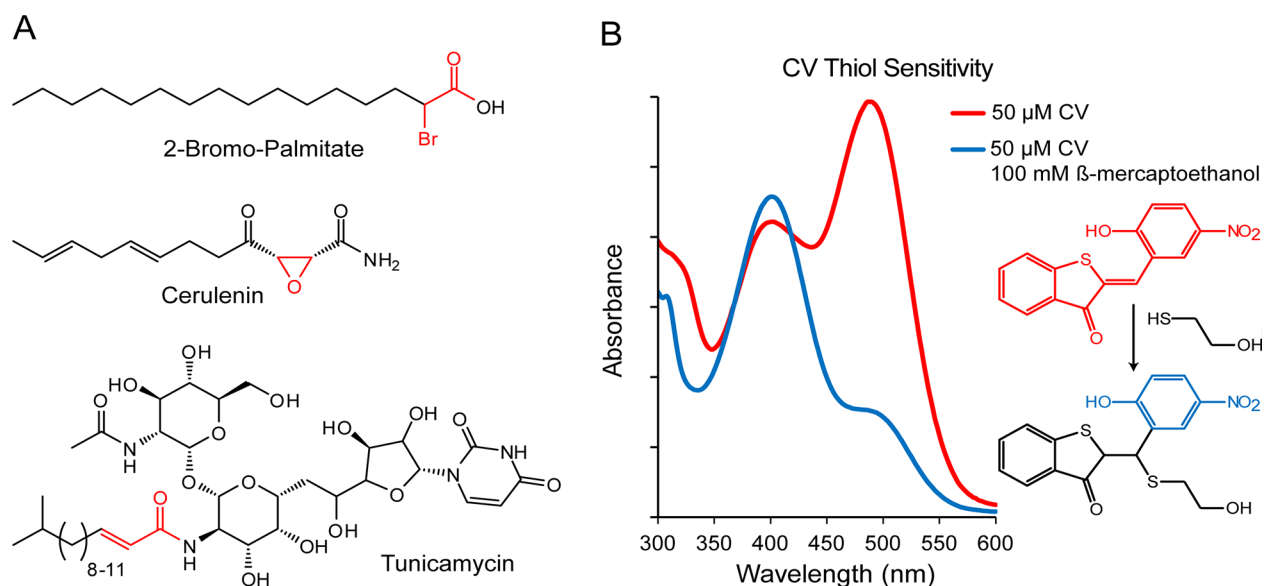 A
O
OH
Br
2-Bromo-Palmitate
O
O
NH2
O
Cerulenin
OH
HO
O
OH
O
N
H
O
O
O
O
OH
OH
O
NH
N
O
O
OH
N
H
OH
OH
8-11
Tunicamycin
B
CV Thiol Sensitivity
50 µM CV
50 µM CV
100 mM ß-mercaptoethanol
HO
NO2
S
O
HS
OH
HO
NO2
S
O
S
OH
Absorbance
300
350
400
450
500
550
600
Wavelength (nm)